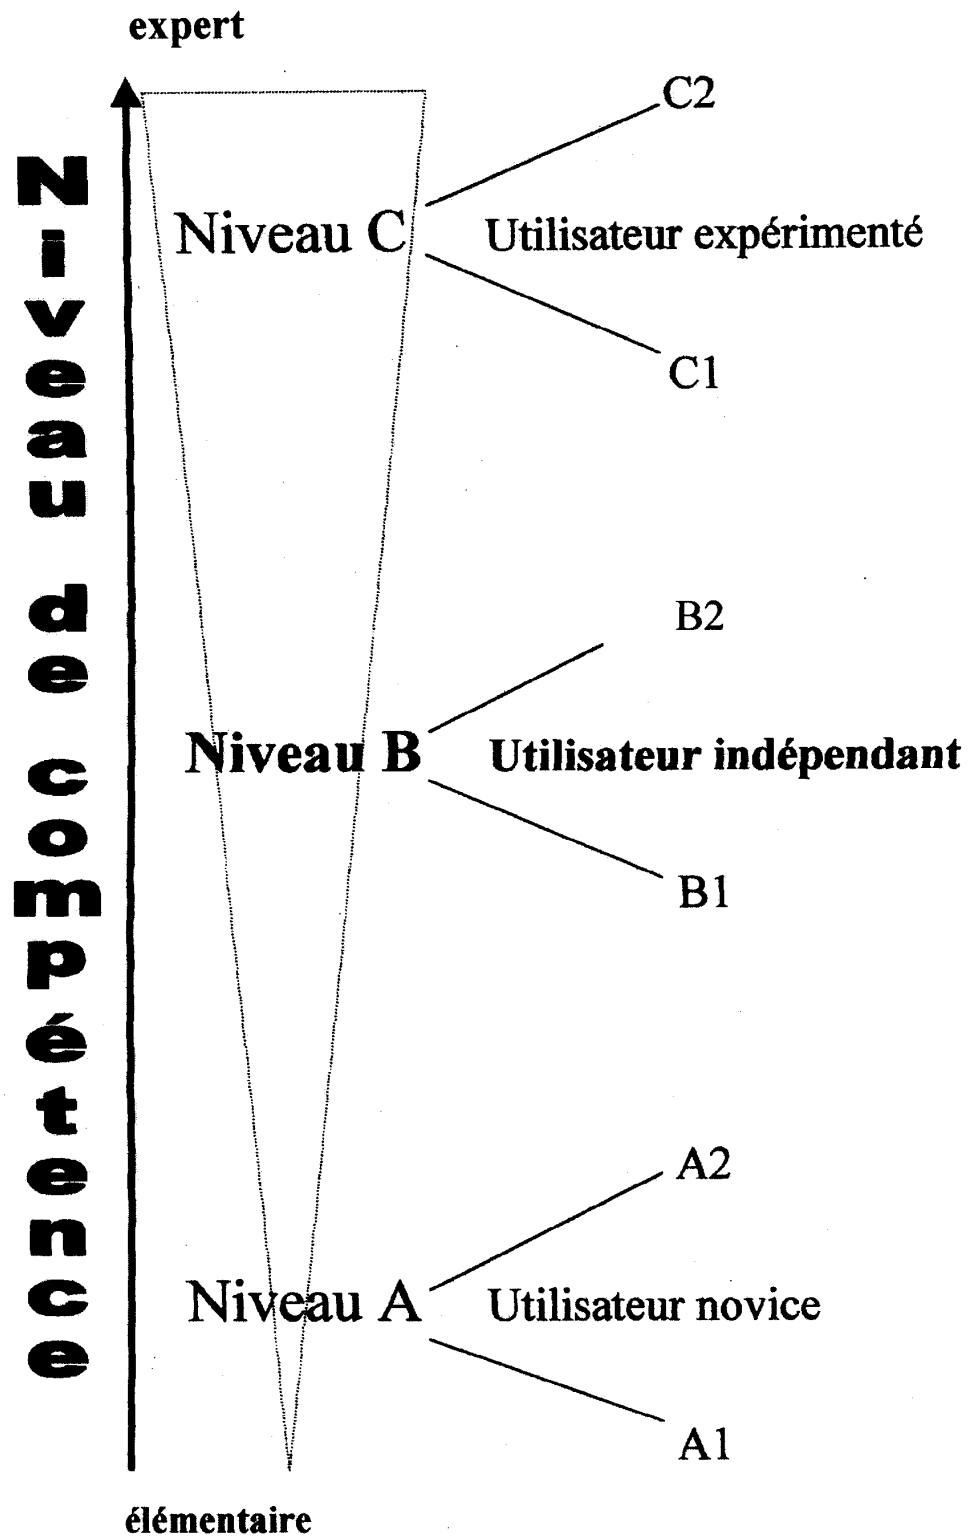 expert
Niveau de compétence
C2
Niveau C
Utilisateur expérimenté
C1
B2
Niveau B
Utilisateur indépendant
B1
A2
Niveau A
Utilisateur novice
A1
élémentaire